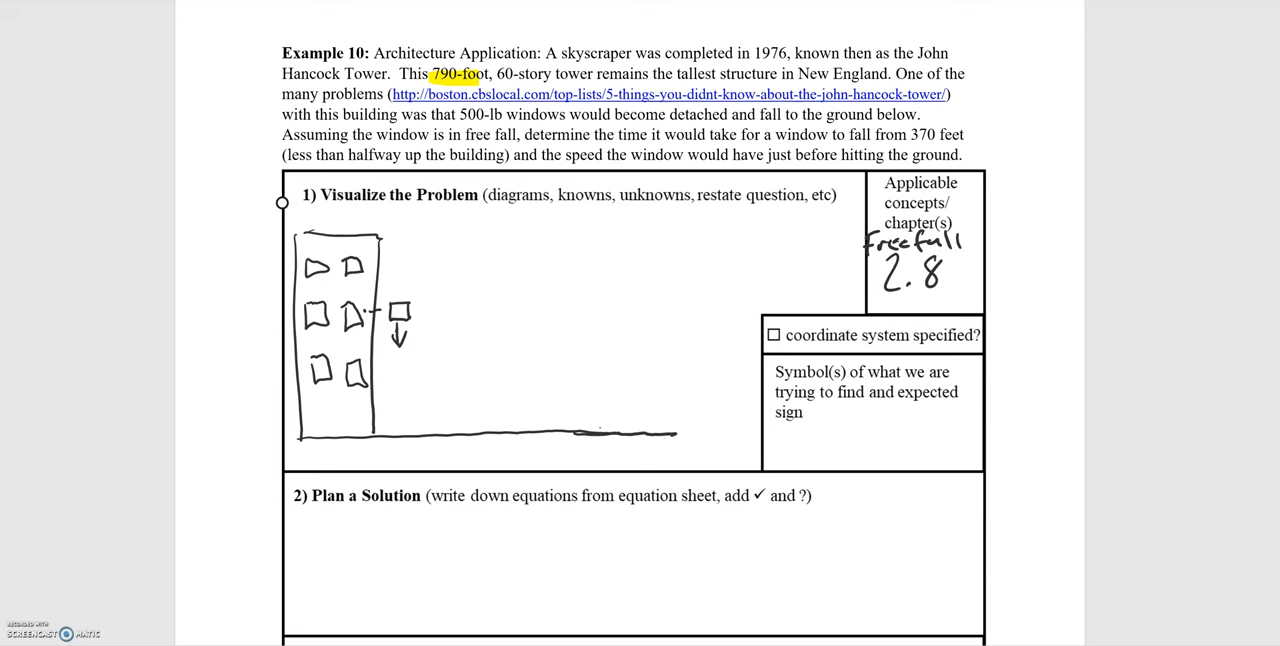 Example 10: Architecture Application: A skyscraper was completed in 1976, known then as the John
Hancock Tower. This 790-foot, 60-story tower remains the tallest structure in New England. One of the
many problems (http://boston.cbslocal.com/top-lists/5-things-you-didnt-know-about-the-john-hancock-tower/)
with this building was that 500-lb windows would become detached and fall to the ground below.
Assuming the window is in free fall, determine the time it would take for a window to fall from 370 feet
(less than halfway up the building) and the speed the window would have just before hitting the ground.
1) Visualize the Problem (diagrams, knowns, unknowns, restate question, etc)
Applicable
concepts/
chapter(s)
Freefall
2.8
☐ coordinate system specified?
Symbol(s) of what we are
trying to find and expected
sign
2) Plan a Solution (write down equations from equation sheet, add ✓ and ?)
RECORDED WITH
SCREENCAST MATIC